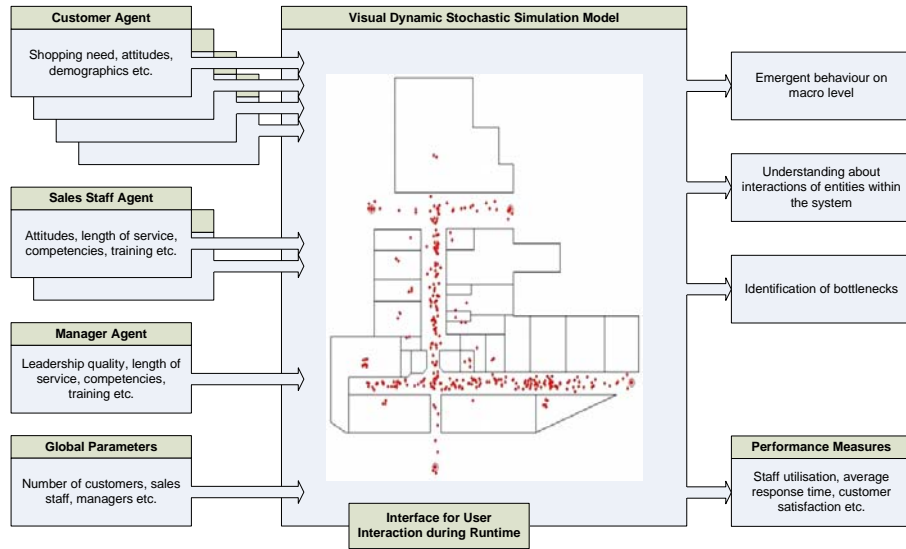 Customer Agent
Shopping need, attitudes,
demographics etc.
Sales Staff Agent
Attitudes, length of service,
competencies, training etc.
Manager Agent
Leadership quality, length of
service, competencies,
training etc.
Global Parameters
Number of customers, sales
staff, managers etc.
Visual Dynamic Stochastic Simulation Model
Interface for User
Interaction during Runtime
Emergent behaviour on
macro level
Understanding about
interactions of entities within
the system
Identification of bottlenecks
Performance Measures
Staff utilisation, average
response time, customer
satisfaction etc.